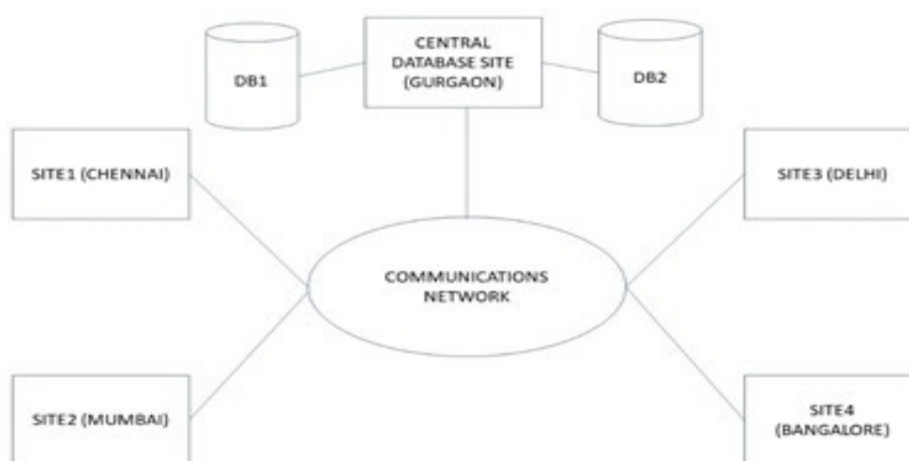 CENTRAL
DATABASE SITE
(GURGAON)
DB1
DB2
SITE1 (CHENNAI)
SITE3 (DELHI)
COMMUNICATIONS
NETWORK
SITE2 (MUMBAI)
SITE4
(BANGALORE)